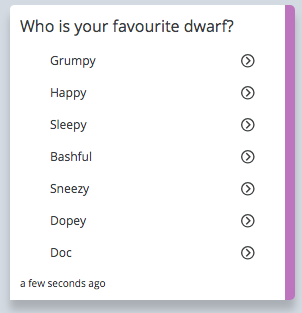 Who is your favourite dwarf?
Grumpy
Happy
Sleepy
Bashful
Sneezy
Dopey
Doc
a few seconds ago